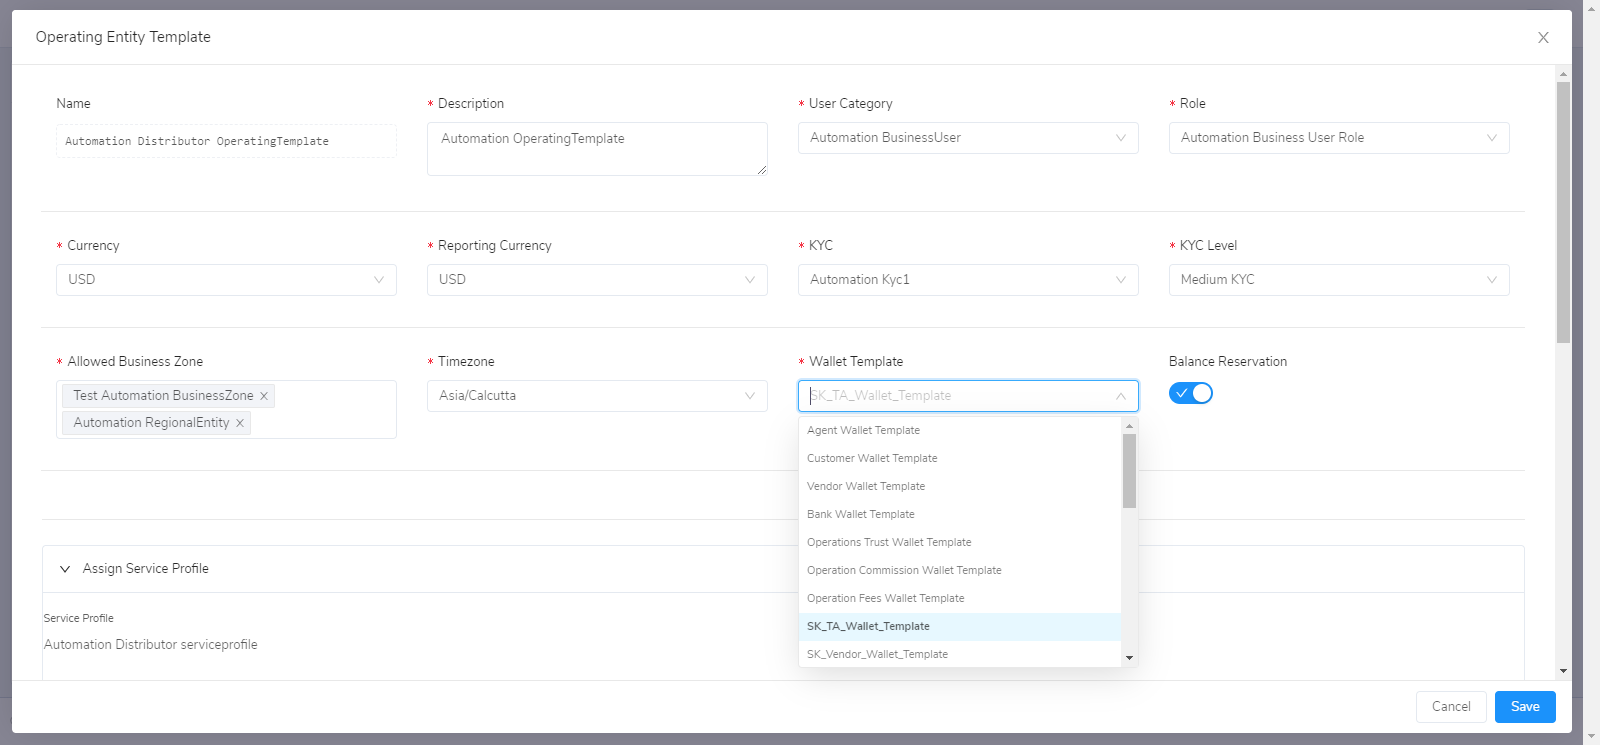 Operating Entity Template
Name
* Description
* User Category
* Role
Automation Distributor OperatingTemplate
Automation OperatingTemplate
Automation BusinessUser
Automation Business User Role
* Currency
* Reporting Currency
* KYC
* KYC Level
USD
USD
Automation Kyc1
Medium KYC
* Allowed Business Zone
* Timezone
* Wallet Template
Balance Reservation
Test Automation BusinessZone
Automation RegionalEntity
Asia/Calcutta
SK_TA_Wallet_Template
Agent Wallet Template
Customer Wallet Template
Vendor Wallet Template
Bank Wallet Template
Operations Trust Wallet Template
Operation Commission Wallet Template
Operation Fees Wallet Template
SK_TA_Wallet_Template
SK_Vendor_Wallet_Template
Assign Service Profile
Service Profile
Automation Distributor serviceprofile
Cancel
Save